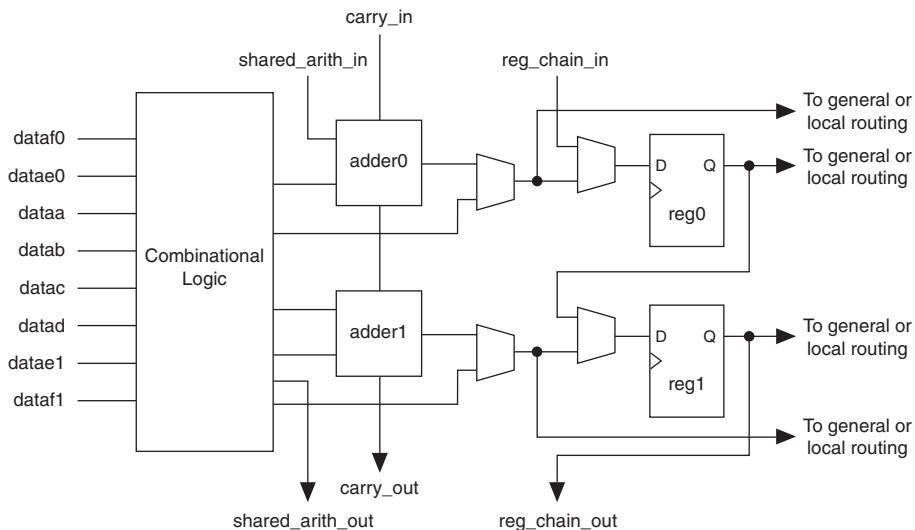 carry_in
shared_arith_in
reg_chain_in
To general or
local routing
dataf0
datae0
dataa
datab
datac
datad
datae1
dataf1
Combinational
Logic
adder0
D
Q
reg0
To general or
local routing
adder1
D
Q
reg1
To general or
local routing
To general or
local routing
carry_out
shared_arith_out
reg_chain_out